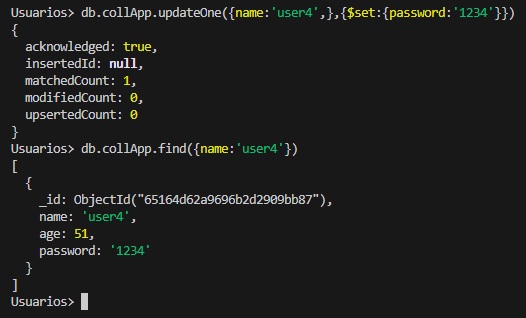 Usuarios> db.collApp.updateOne({name:'user4',},{$set:{password:'1234'}})
{
  acknowledged: true,
  insertedId: null,
  matchedCount: 1,
  modifiedCount: 0,
  upsertedCount: 0
}
Usuarios> db.collApp.find({name:'user4'})
[
  {
    _id: ObjectId("65164d62a9696b2d2909bb87"),
    name: 'user4',
    age: 51,
    password: '1234'
  }
]
Usuarios>